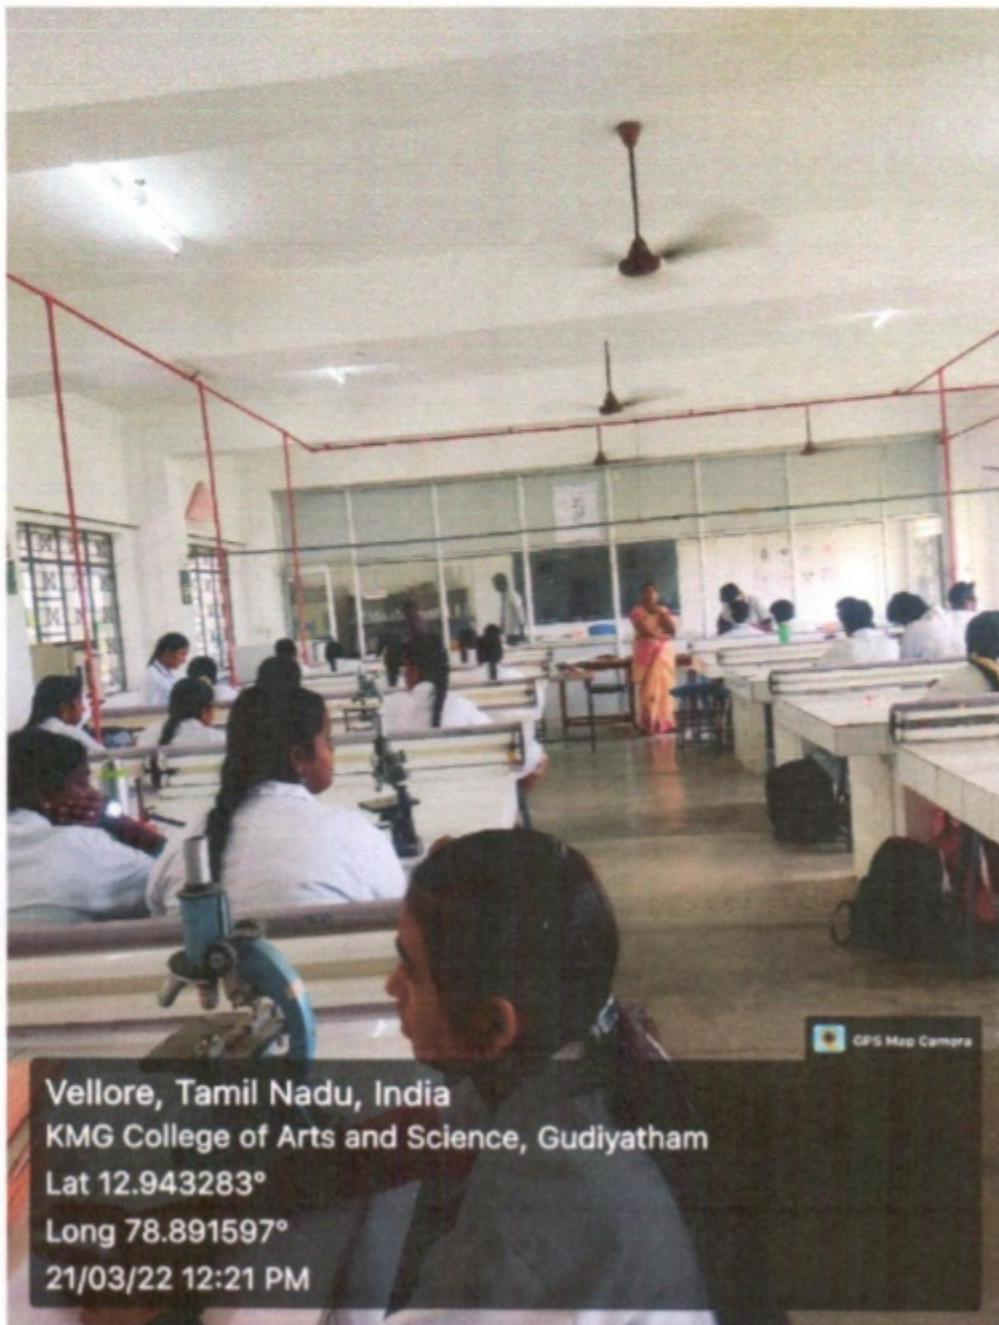 GPS Map Camera
Vellore, Tamil Nadu, India
KMG College of Arts and Science, Gudiyatham
Lat 12.943283°
Long 78.891597°
21/03/22 12:21 PM